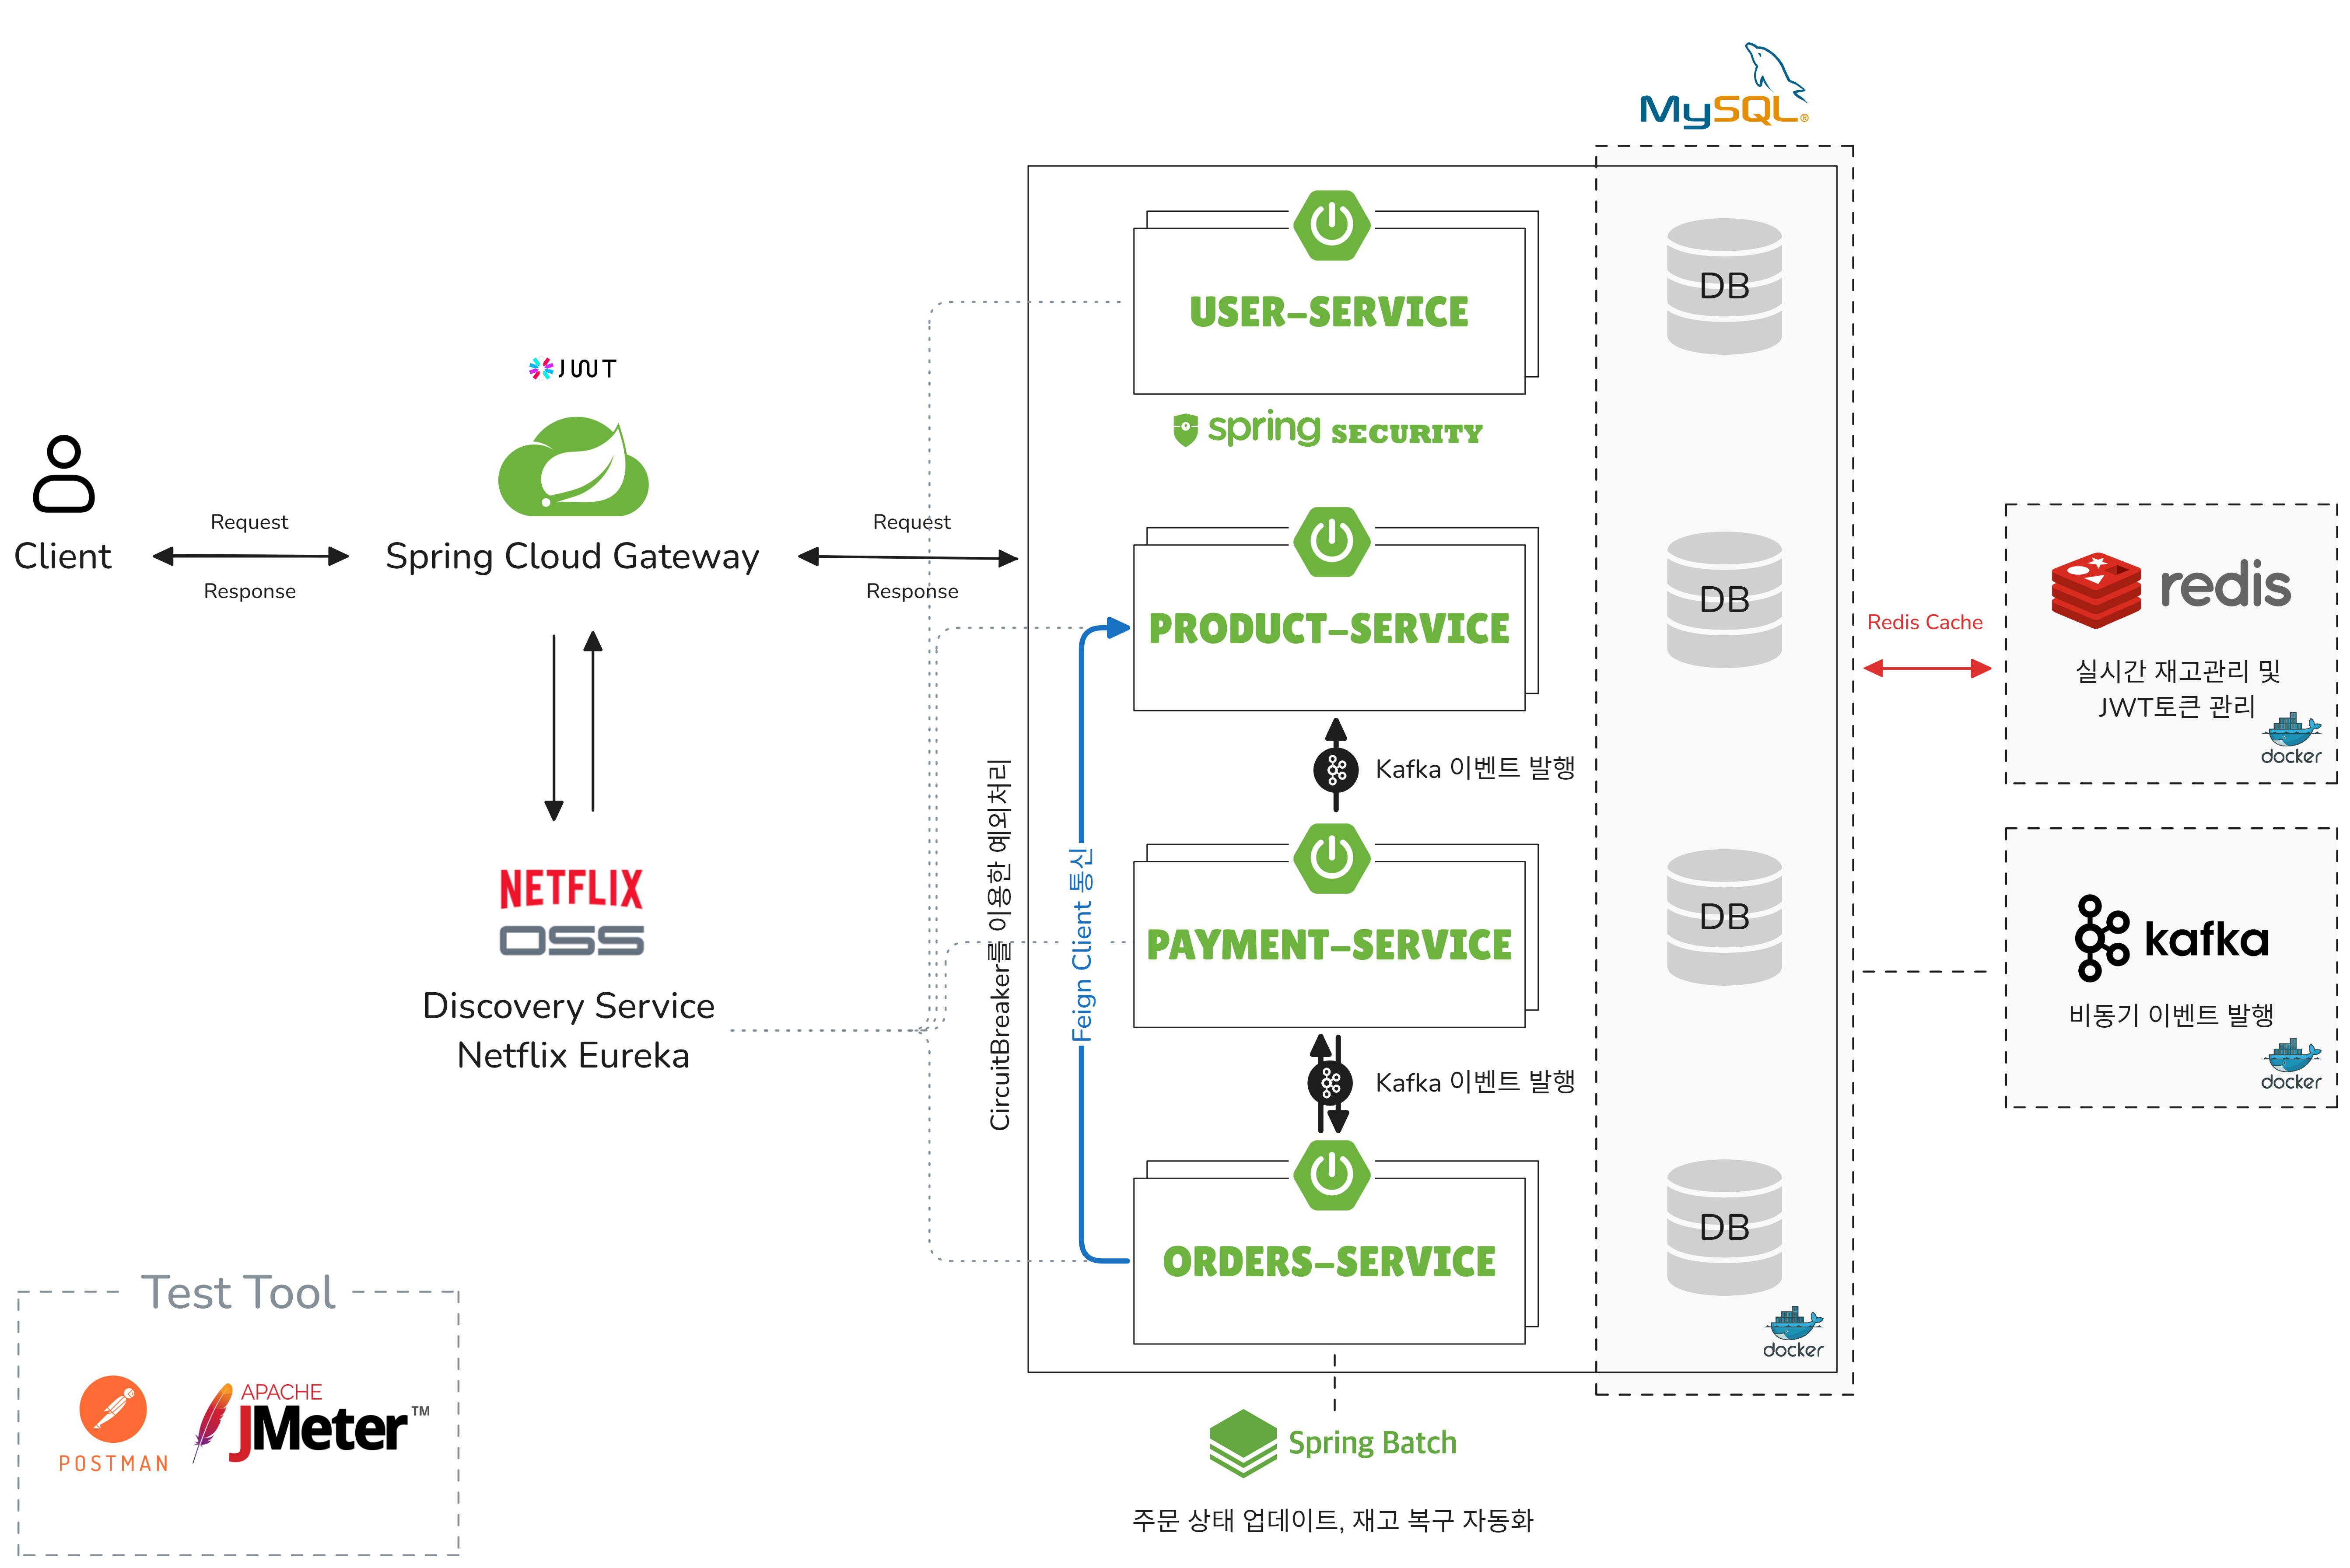 MySQL®
DB
USER-SERVICE
JWT
spring SECURITY
Client
Request
Response
Spring Cloud Gateway
Request
Response
PRODUCT-SERVICE
DB
Redis Cache
redis
실시간 재고관리 및
JWT토큰 관리
docker
Kafka 이벤트 발행
CircuitBreaker를 이용한 예외처리
Feign Client 통신
NETFLIX
OSS
Discovery Service
Netflix Eureka
PAYMENT-SERVICE
DB
kafka
비동기 이벤트 발행
docker
Kafka 이벤트 발행
ORDERS-SERVICE
DB
docker
Test Tool
POSTMAN
APACHE
JMeter™
Spring Batch
주문 상태 업데이트, 재고 복구 자동화